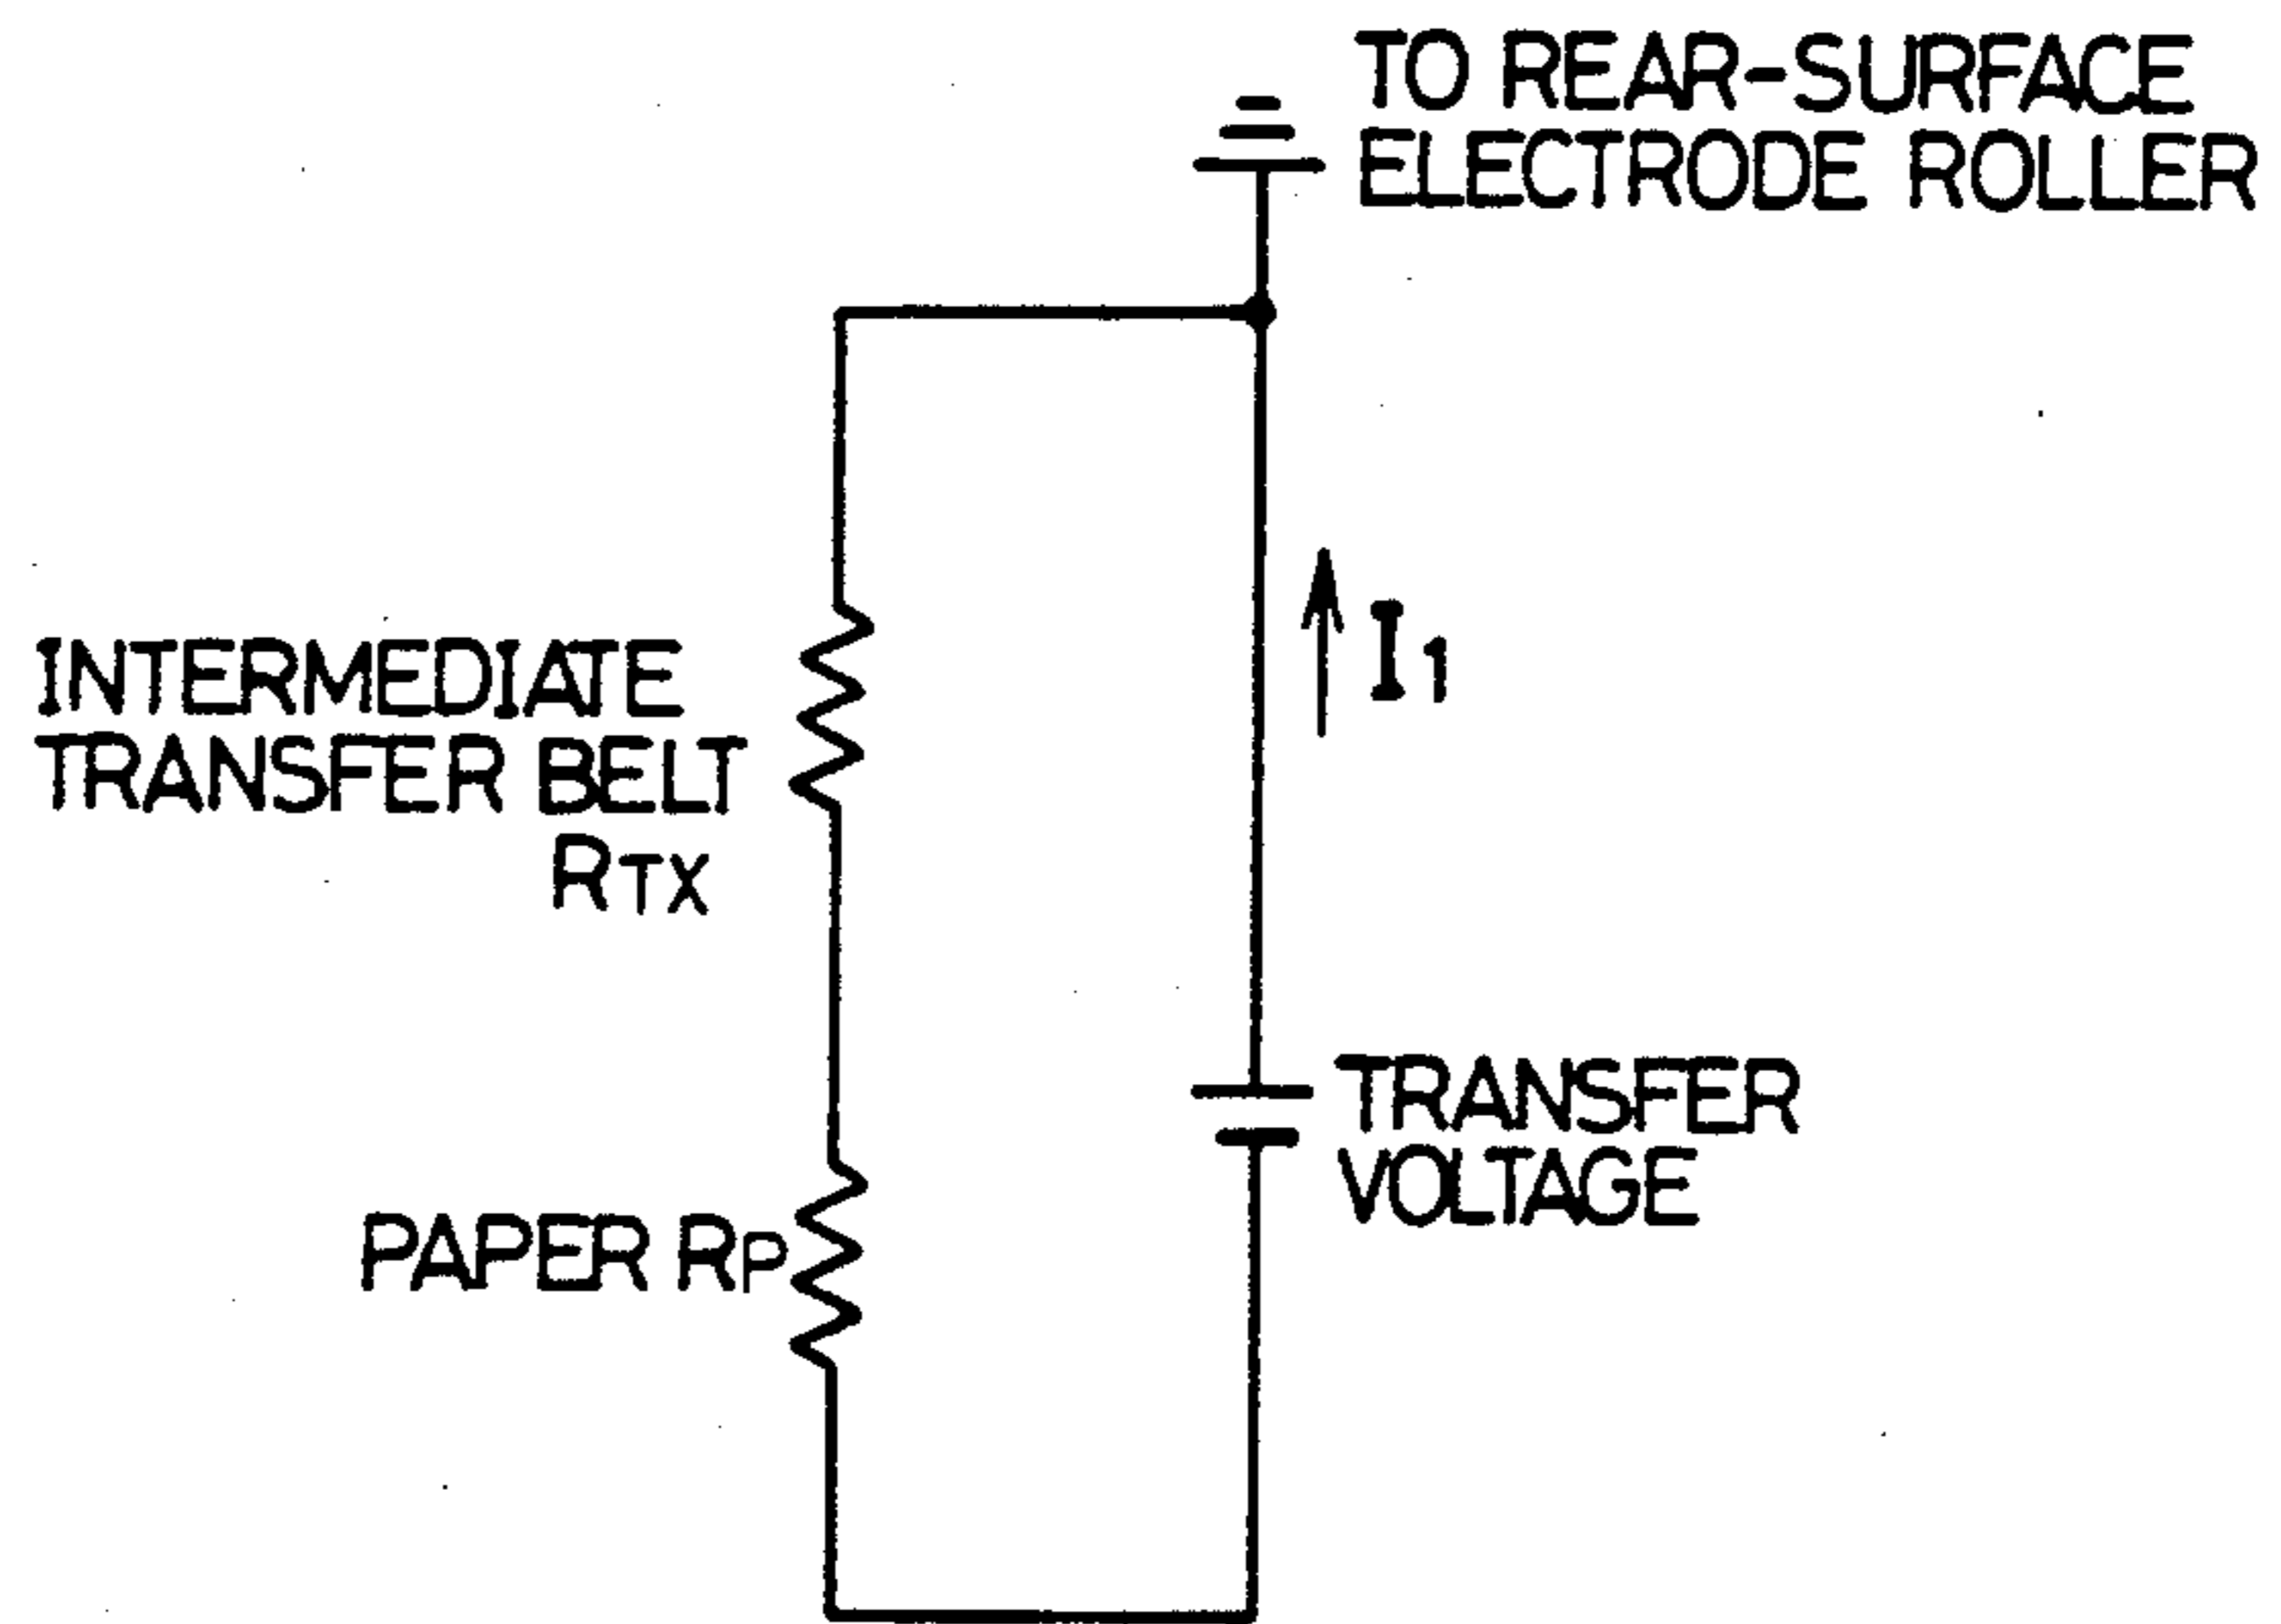 TO REAR-SURFACE
ELECTRODE ROLLER
I1
INTERMEDIATE
TRANSFER BELT
RTX
TRANSFER
VOLTAGE
PAPER RP